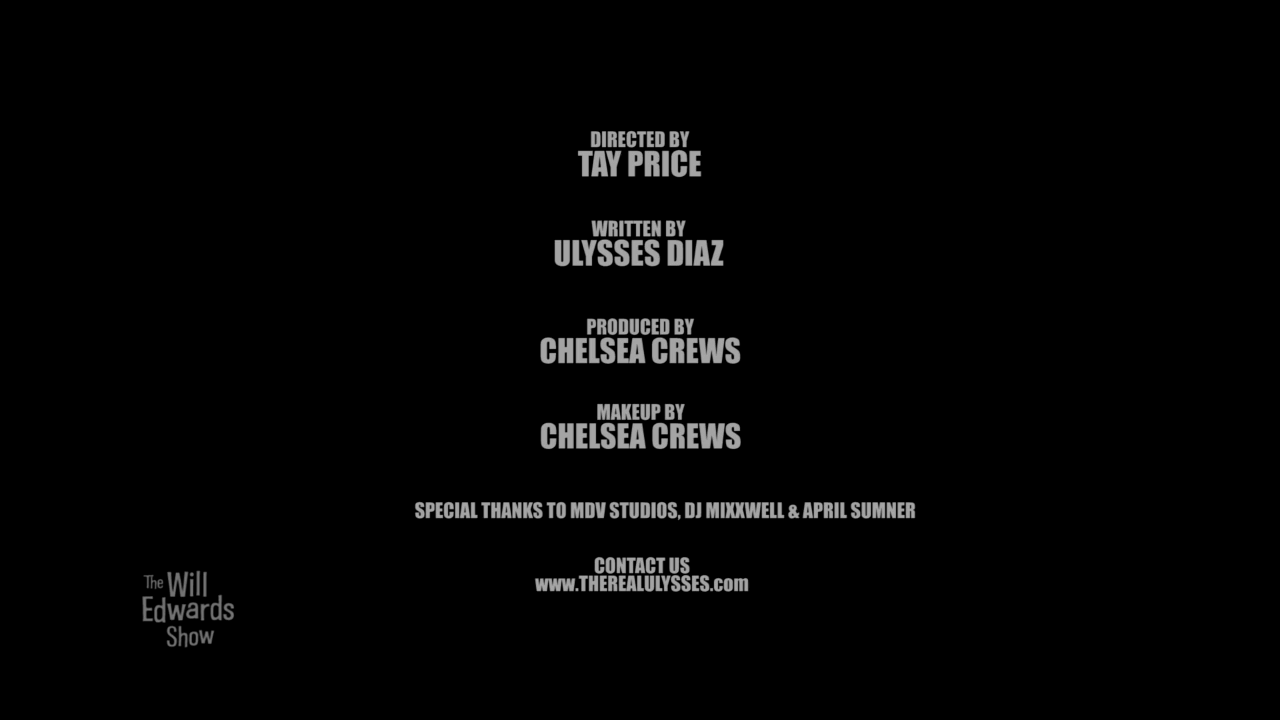 DIRECTED BY
TAY PRICE
WRITTEN BY
ULYSSES DIAZ
PRODUCED BY
CHELSEA CREWS
MAKEUP BY
CHELSEA CREWS
SPECIAL THANKS TO MDV STUDIOS, DJ MIXXWELL & APRIL SUMNER
CONTACT US
www.THEREALULYSSES.com
The Will
Edwards
Show